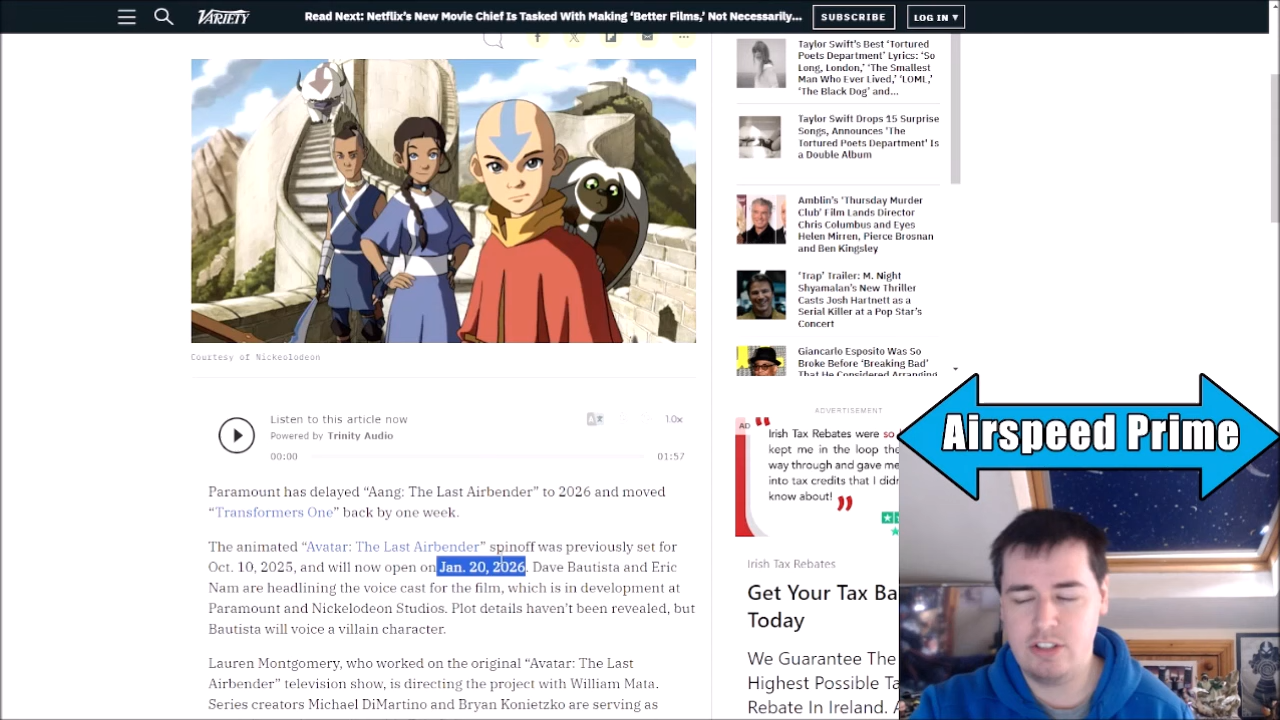 VARIETY
Read Next: Netflix's New Movie Chief Is Tasked With Making ‘Better Films,’ Not Necessarily...
SUBSCRIBE
LOG IN ▾
Courtesy of Nickeolodeon
Listen to this article now
Powered by Trinity Audio
1.0x
00:00
01:57
Paramount has delayed “Aang: The Last Airbender” to 2026 and moved
“Transformers One” back by one week.
The animated “Avatar: The Last Airbender” spinoff was previously set for
Oct. 10, 2025, and will now open on Jan. 20, 2026. Dave Bautista and Eric
Nam are headlining the voice cast for the film, which is in development at
Paramount and Nickelodeon Studios. Plot details haven’t been revealed, but
Bautista will voice a villain character.
Lauren Montgomery, who worked on the original “Avatar: The Last
Airbender” television show, is directing the project with William Mata.
Series creators Michael DiMartino and Bryan Konietzko are serving as
Taylor Swift’s Best ‘Tortured
Poets Department’ Lyrics: ‘So
Long, London,’ ‘The Smallest
Man Who Ever Lived,’ ‘LOML,’
‘The Black Dog’ and...
Taylor Swift Drops 15 Surprise
Songs, Announces ‘The
Tortured Poets Department’ Is
a Double Album
Amblin’s ‘Thursday Murder
Club’ Film Lands Director
Chris Columbus and Eyes
Helen Mirren, Pierce Brosnan
and Ben Kingsley
‘Trap’ Trailer: M. Night
Shyamalan’s New Thriller
Casts Josh Hartnett as a
Serial Killer at a Pop Star’s
Concert
Giancarlo Esposito Was So
Broke Before ‘Breaking Bad’
That He Considered Arranging
ADVERTISEMENT
AD
Irish Tax Rebates were so
kept me in the loop the
way through and gave me
into tax credits that I didn
know about!
Irish Tax Rebates
Get Your Tax Ba
Today
We Guarantee The
Highest Possible Ta
Rebate In Ireland. A
Airspeed Prime